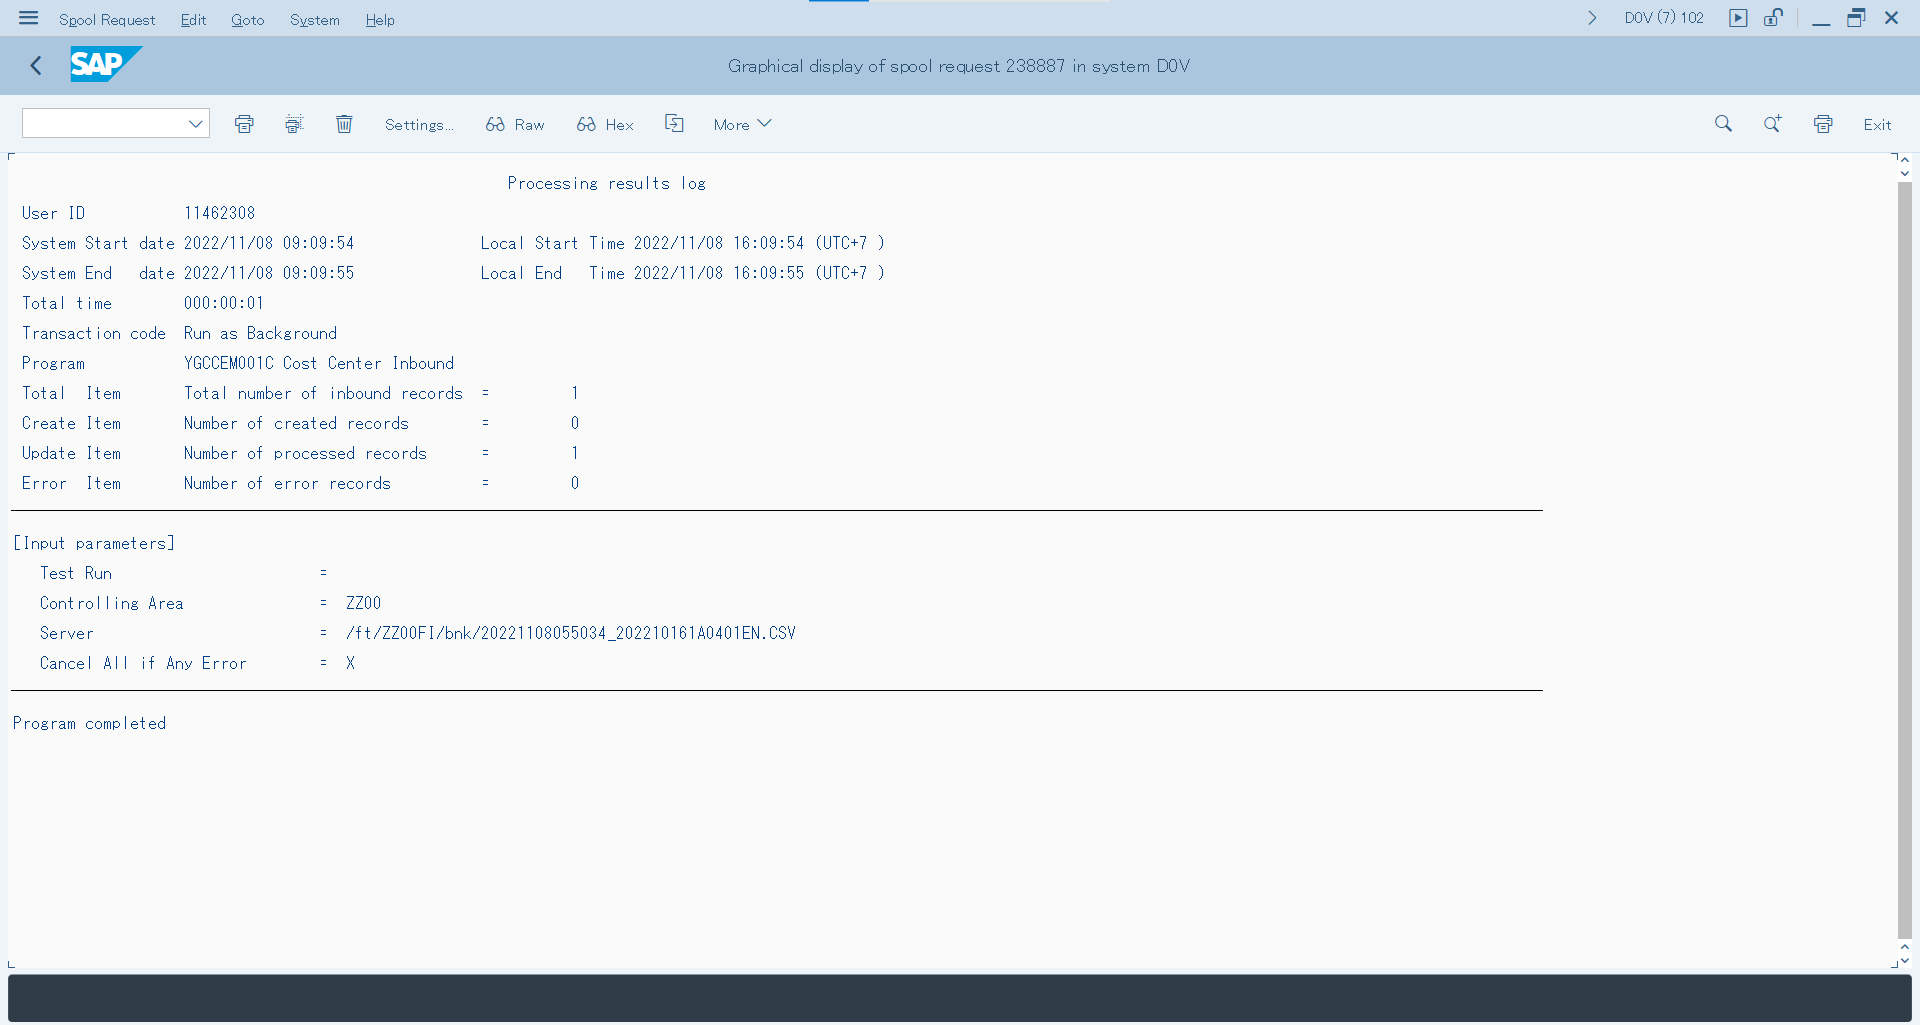 Spool Request Edit Goto System Help D0V (7) 102
SAP Graphical display of spool request 238887 in system D0V
Settings... Raw Hex More Exit
Processing results log
User ID 11462308
System Start date 2022/11/08 09:09:54 Local Start Time 2022/11/08 16:09:54 (UTC+7 )
System End date 2022/11/08 09:09:55 Local End Time 2022/11/08 16:09:55 (UTC+7 )
Total time 000:00:01
Transaction code Run as Background
Program YGCCEM001C Cost Center Inbound
Total Item Total number of inbound records = 1
Create Item Number of created records = 0
Update Item Number of processed records = 1
Error Item Number of error records = 0
[Input parameters]
Test Run =
Controlling Area = ZZ00
Server = /ft/ZZ00FI/bnk/20221108055034_202210161A0401EN.CSV
Cancel All if Any Error = X
Program completed